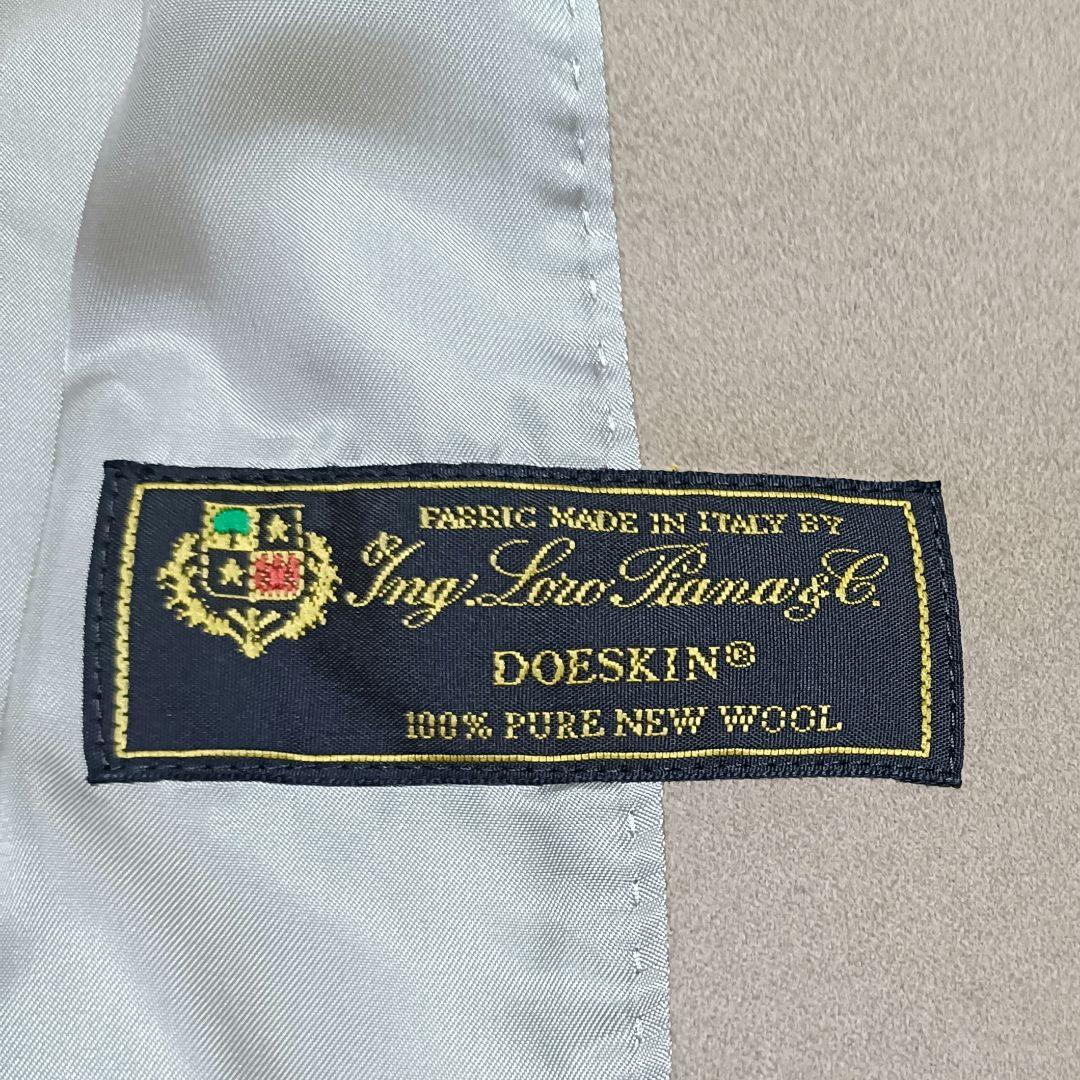 FABRIC MADE IN ITALY BY
Ing. Loro Piana & C.
DOESKIN®
100% PURE NEW WOOL